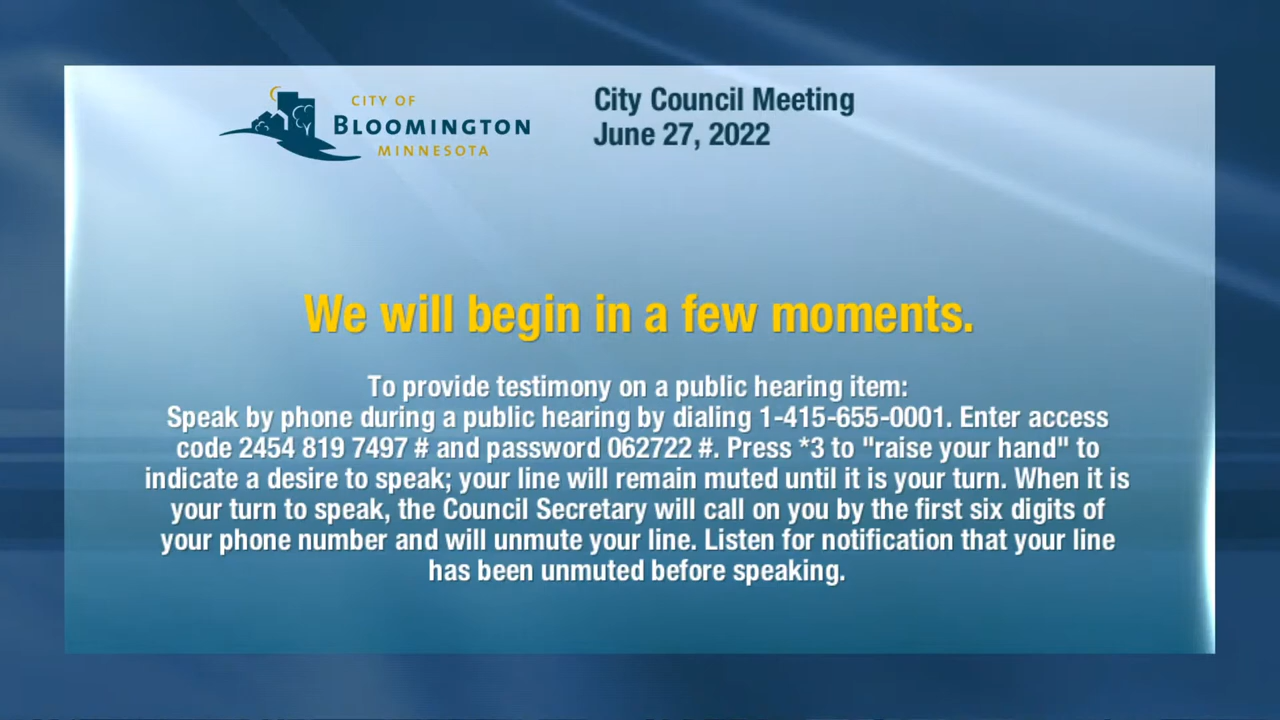 CITY OF
BLOOMINGTON
MINNESOTA
City Council Meeting
June 27, 2022
We will begin in a few moments.
To provide testimony on a public hearing item:
Speak by phone during a public hearing by dialing 1-415-655-0001. Enter access
code 2454 819 7497 # and password 062722 #. Press *3 to "raise your hand" to
indicate a desire to speak; your line will remain muted until it is your turn. When it is
your turn to speak, the Council Secretary will call on you by the first six digits of
your phone number and will unmute your line. Listen for notification that your line
has been unmuted before speaking.